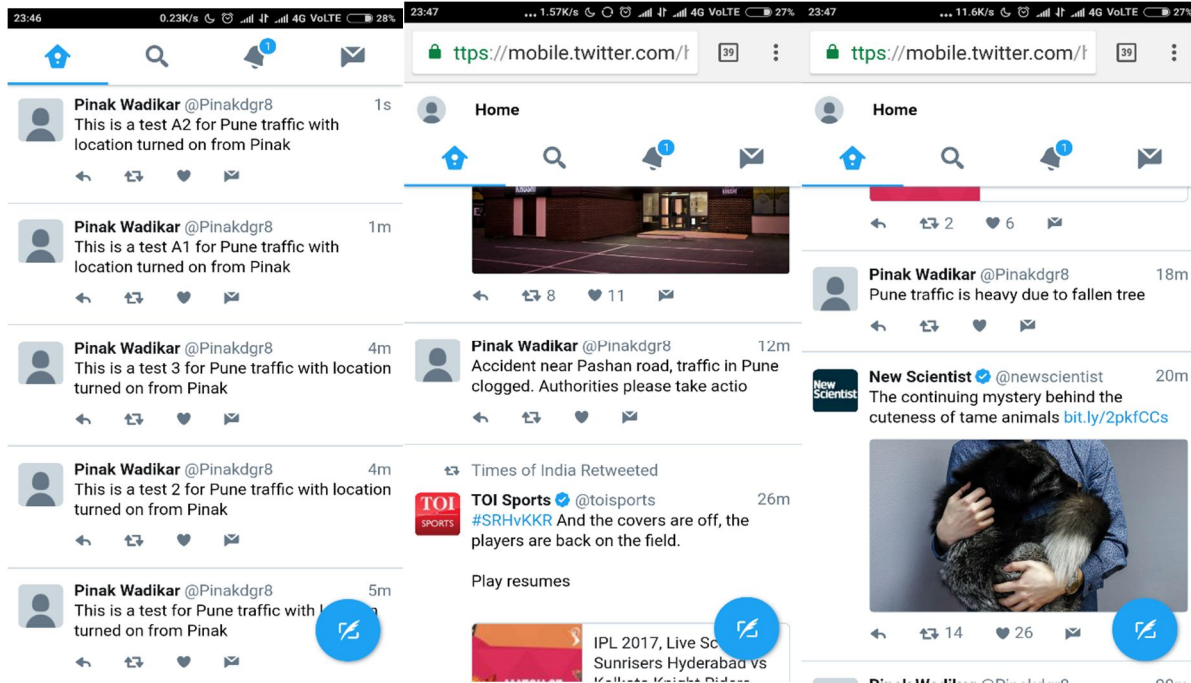 23:46
0.23K/s 4G VoLTE 28%
1
Pinak Wadikar @Pinakdgr8 1s
This is a test A2 for Pune traffic with
location turned on from Pinak
Pinak Wadikar @Pinakdgr8 1m
This is a test A1 for Pune traffic with
location turned on from Pinak
Pinak Wadikar @Pinakdgr8 4m
This is a test 3 for Pune traffic with location
turned on from Pinak
Pinak Wadikar @Pinakdgr8 4m
This is a test 2 for Pune traffic with location
turned on from Pinak
Pinak Wadikar @Pinakdgr8 5m
This is a test for Pune traffic with
turned on from Pinak
23:47
... 1.57K/s 4G VoLTE 27%
ttps://mobile.twitter.com/h
39
Home
1
8 11
Pinak Wadikar @Pinakdgr8 12m
Accident near Pashan road, traffic in Pune
clogged. Authorities please take actio
Times of India Retweeted
TOI
SPORTS
TOI Sports @toisports 26m
#SRHvKKR And the covers are off, the
players are back on the field.
Play resumes
IPL 2017, Live Sc
Sunrisers Hyderabad vs
Kolkata Knight Riders
23:47
... 11.6K/s 4G VoLTE 27%
ttps://mobile.twitter.com/h
39
Home
1
2 6
Pinak Wadikar @Pinakdgr8 18m
Pune traffic is heavy due to fallen tree
New
Scientist
New Scientist @newscientist 20m
The continuing mystery behind the
cuteness of tame animals bit.ly/2pkfCCs
14 26
Pinak Wadikar @Pinakdgr8